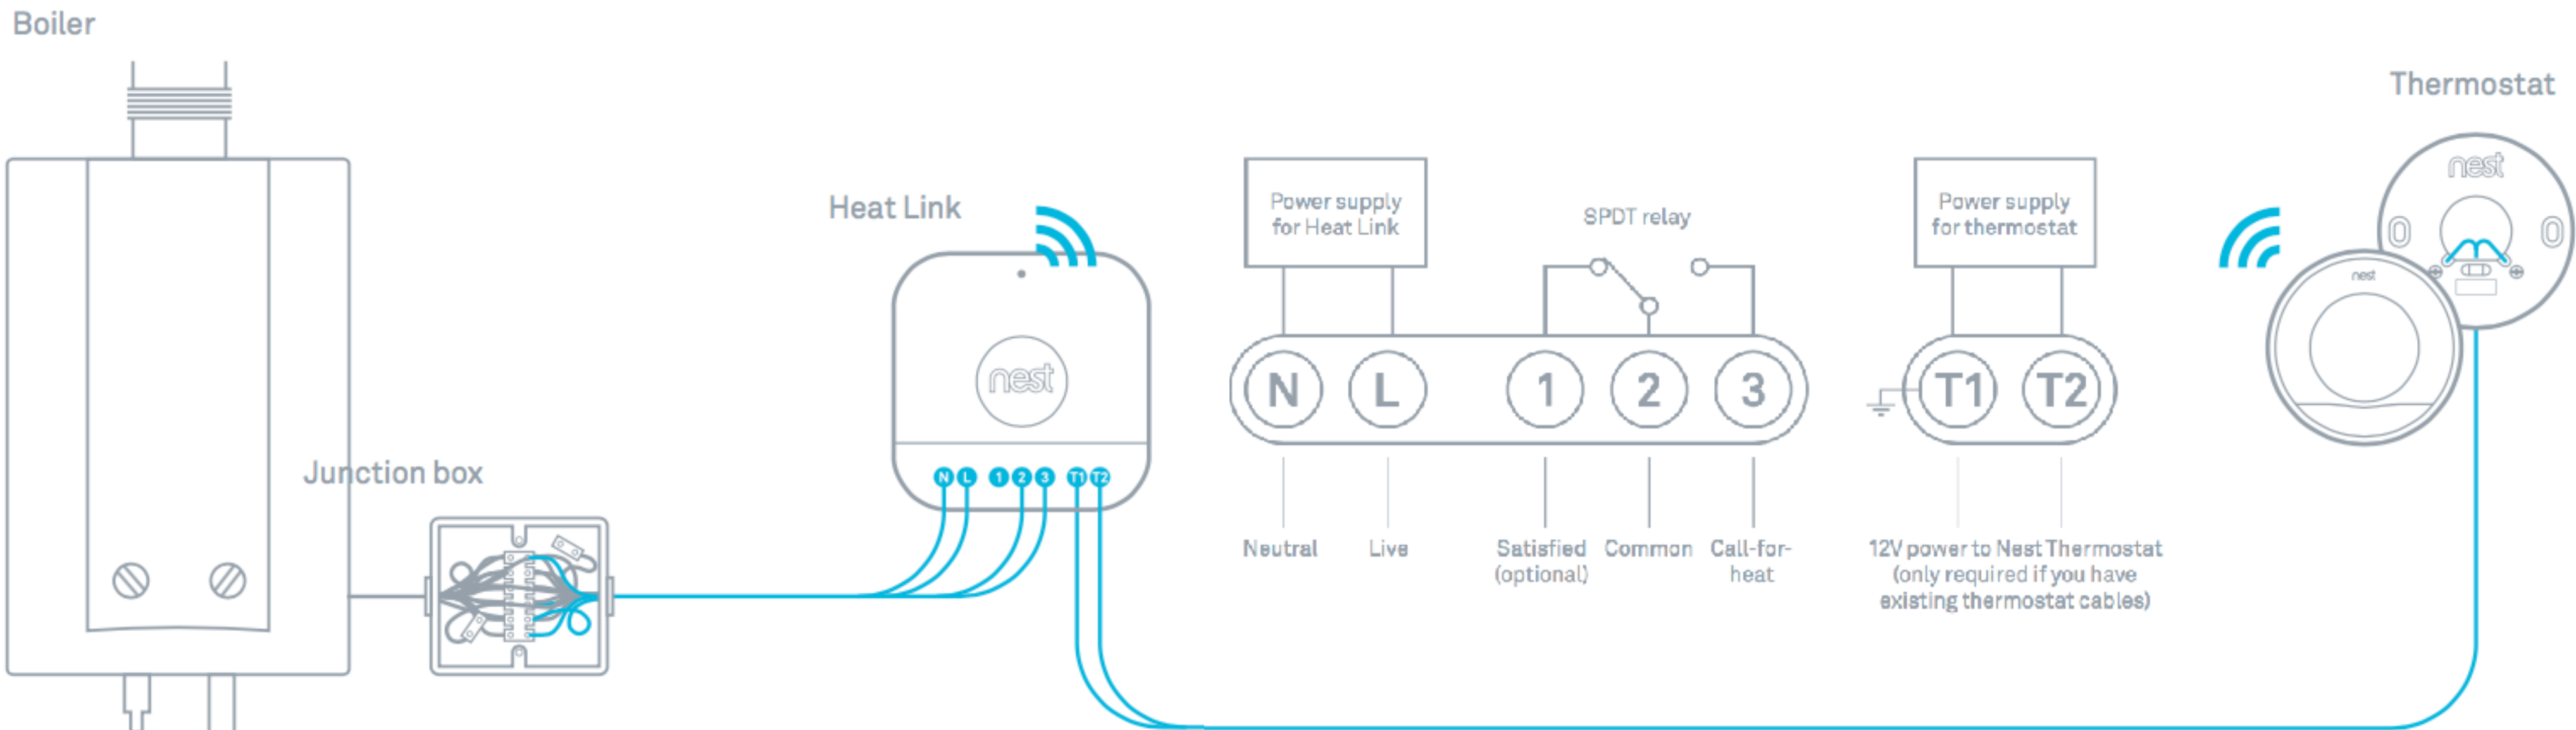 Boiler
Junction box
Heat Link
nest
N L 1 2 3 T1 T2
Power supply
for Heat Link
SPDT relay
Power supply
for thermostat
N L 1 2 3 T1 T2
Neutral
Live
Satisfied
(optional)
Common
Call-for-
heat
12V power to Nest Thermostat
(only required if you have
existing thermostat cables)
Thermostat
nest
nest